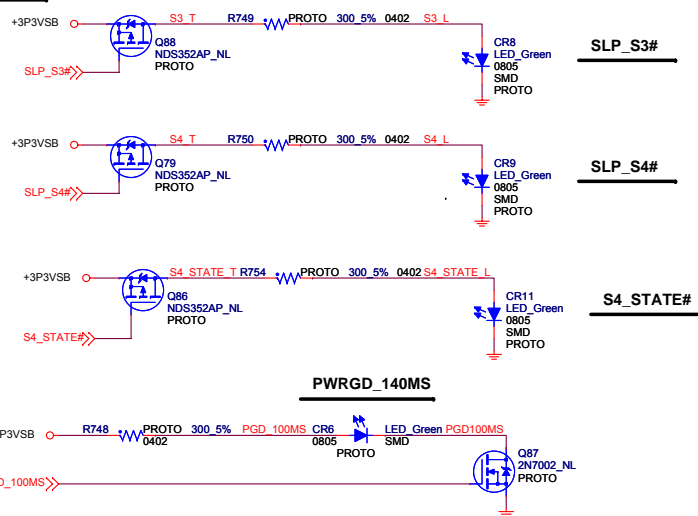 +3P3VSB S3_T R749 PROTO 300_5% 0402 S3_L
Q88
NDS352AP_NL
PROTO
SLP_S3#
CR8
LED_Green
0805
SMD
PROTO
SLP_S3#
+3P3VSB S4_T R750 PROTO 300_5% 0402 S4_L
Q79
NDS352AP_NL
PROTO
SLP_S4#
CR9
LED_Green
0805
SMD
PROTO
SLP_S4#
+3P3VSB S4_STATE_T R754 PROTO 300_5% 0402 S4_STATE_L
Q86
NDS352AP_NL
PROTO
S4_STATE#
CR11
LED_Green
0805
SMD
PROTO
S4_STATE#
PWRGD_140MS
P3VSB R748 PROTO 300_5% PGD_100MS CR6 LED_Green PGD100MS
0402 0805 SMD
PROTO
Q87
2N7002_NL
PROTO
D_100MS